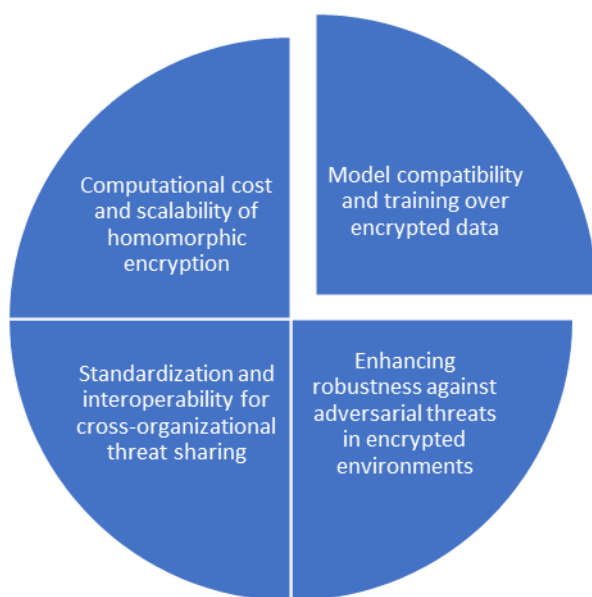 Computational cost
and scalability of
homomorphic
encryption
Model compatibility
and training over
encrypted data
Standardization and
interoperability for
cross-organizational
threat sharing
Enhancing
robustness against
adversarial threats
in encrypted
environments